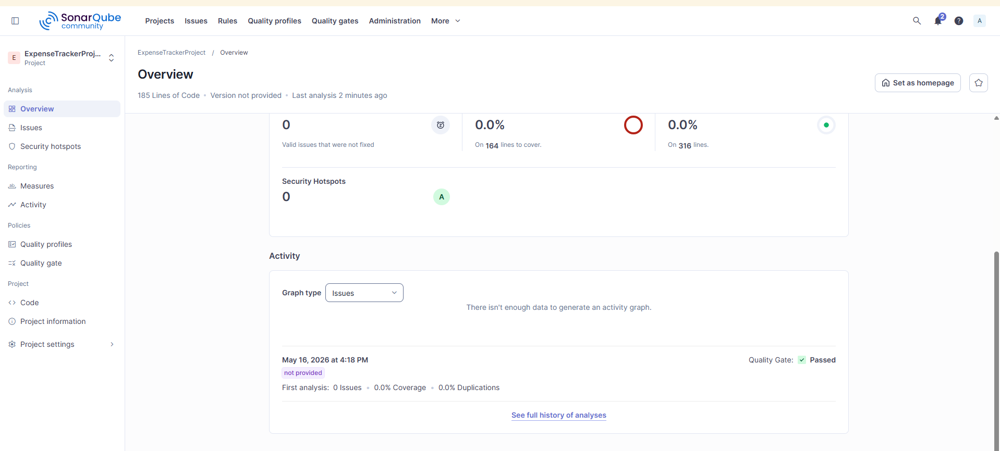 SonarQube
community
Projects Issues Rules Quality profiles Quality gates Administration More
2
?
A
E
ExpenseTrackerProj...
Project
Analysis
Overview
Issues
Security hotspots
Reporting
Measures
Activity
Policies
Quality profiles
Quality gate
Project
Code
Project information
Project settings
ExpenseTrackerProject / Overview
Overview
185 Lines of Code • Version not provided • Last analysis 2 minutes ago
Set as homepage
0
Valid issues that were not fixed
0.0%
On 164 lines to cover.
0.0%
On 316 lines.
Security Hotspots
0
A
Activity
Graph type Issues
There isn't enough data to generate an activity graph.
May 16, 2026 at 4:18 PM
Quality Gate: Passed
not provided
First analysis: 0 Issues • 0.0% Coverage • 0.0% Duplications
See full history of analyses